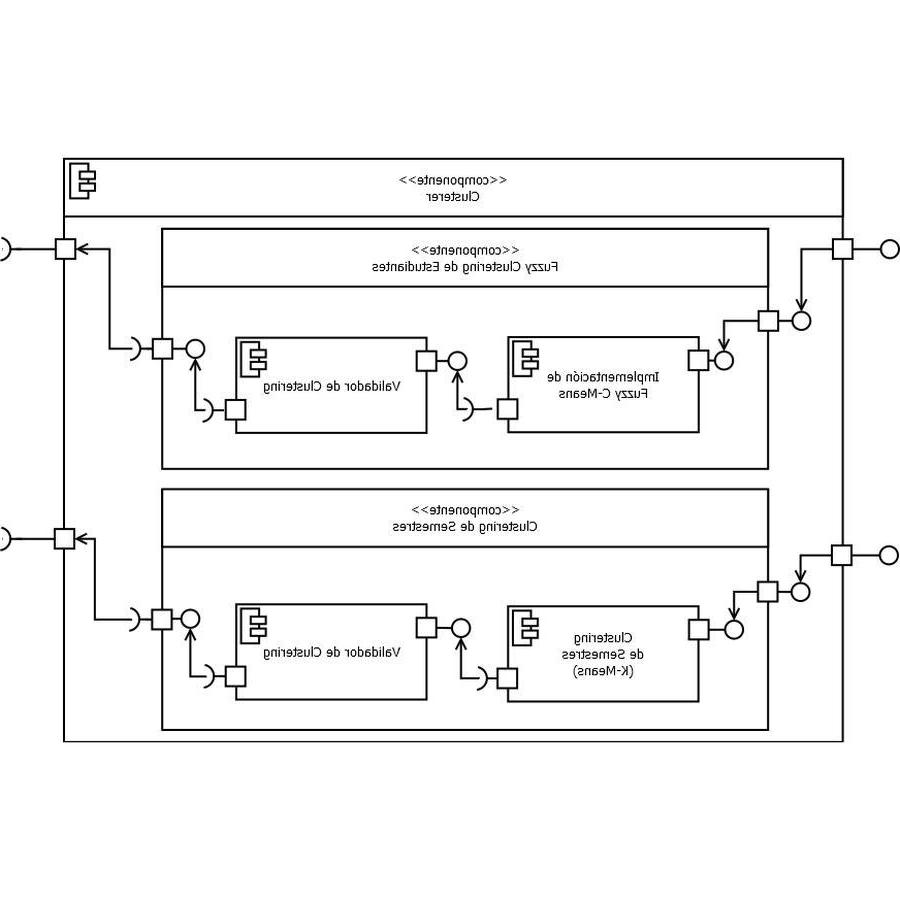 <<componente>>
Clusterer
<<componente>>
Fuzzy Clustering de Estudiantes
Implementación de
Fuzzy C-Means
Validador de Clustering
<<componente>>
Clustering de Semestres
Clustering
de Semestres
(K-Means)
Validador de Clustering